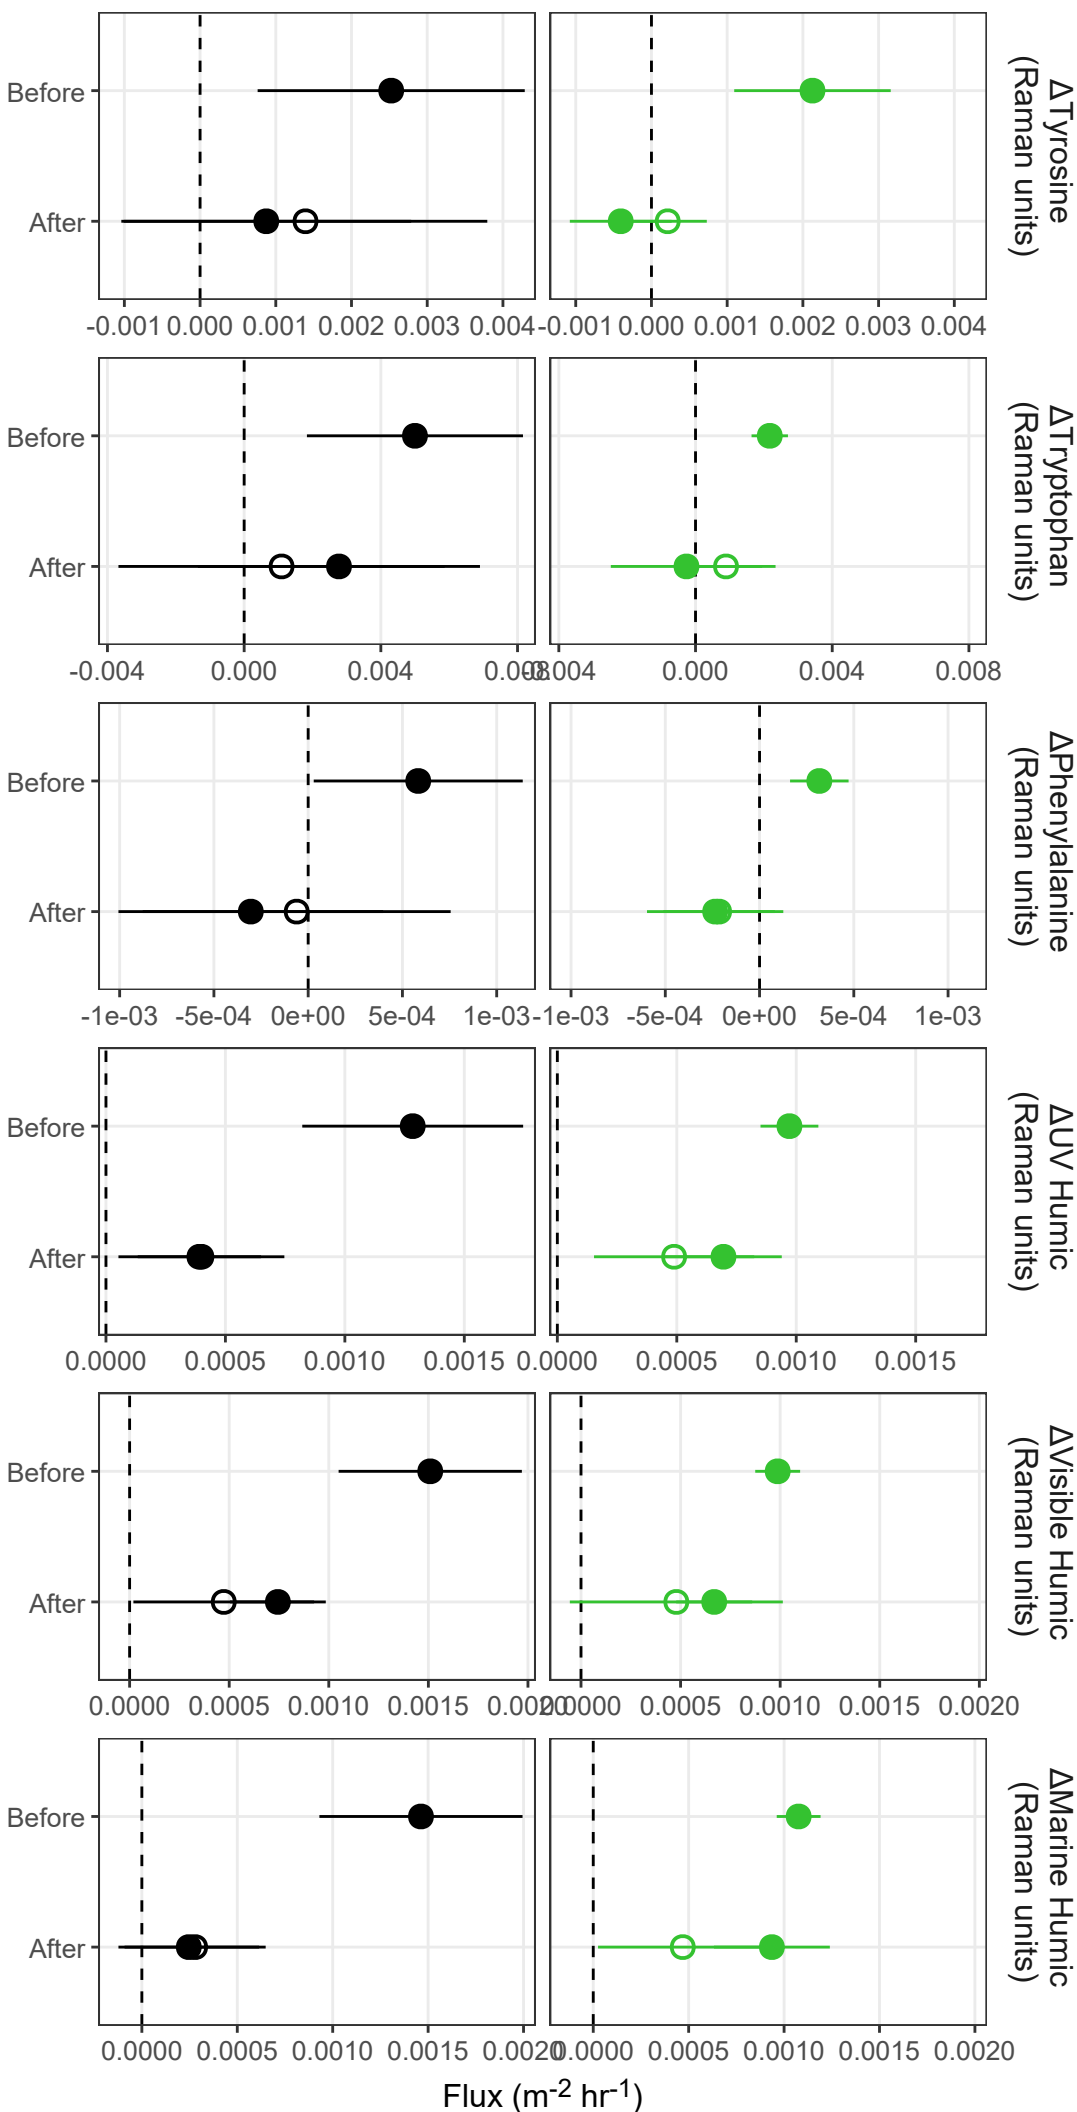 Before
After
ΔTyrosine
(Raman units)
-0.001 0.000 0.001 0.002 0.003 0.004 -0.001 0.000 0.001 0.002 0.003 0.004
Before
After
ΔTryptophan
(Raman units)
-0.004 0.000 0.004 0.008 -0.004 0.000 0.004 0.008
Before
After
ΔPhenylalanine
(Raman units)
-1e-03 -5e-04 0e+00 5e-04 1e-03 -1e-03 -5e-04 0e+00 5e-04 1e-03
Before
After
ΔUV Humic
(Raman units)
0.0000 0.0005 0.0010 0.0015 0.0000 0.0005 0.0010 0.0015
Before
After
ΔVisible Humic
(Raman units)
0.0000 0.0005 0.0010 0.0015 0.0020 0.0000 0.0005 0.0010 0.0015 0.0020
Before
After
ΔMarine Humic
(Raman units)
0.0000 0.0005 0.0010 0.0015 0.0020 0.0000 0.0005 0.0010 0.0015 0.0020
Flux (m⁻² hr⁻¹)